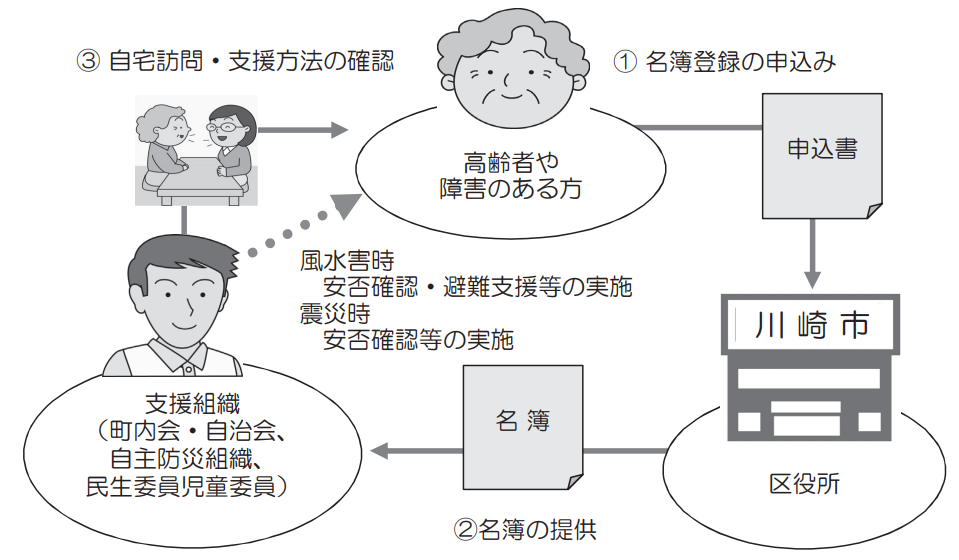 ③ 自宅訪問・支援方法の確認
① 名簿登録の申込み
高齢者や
障害のある方
申込書
風水害時
安否確認・避難支援等の実施
震災時
安否確認等の実施
川崎市
支援組織
（町内会・自治会、
自主防災組織、
民生委員児童委員）
名簿
区役所
②名簿の提供